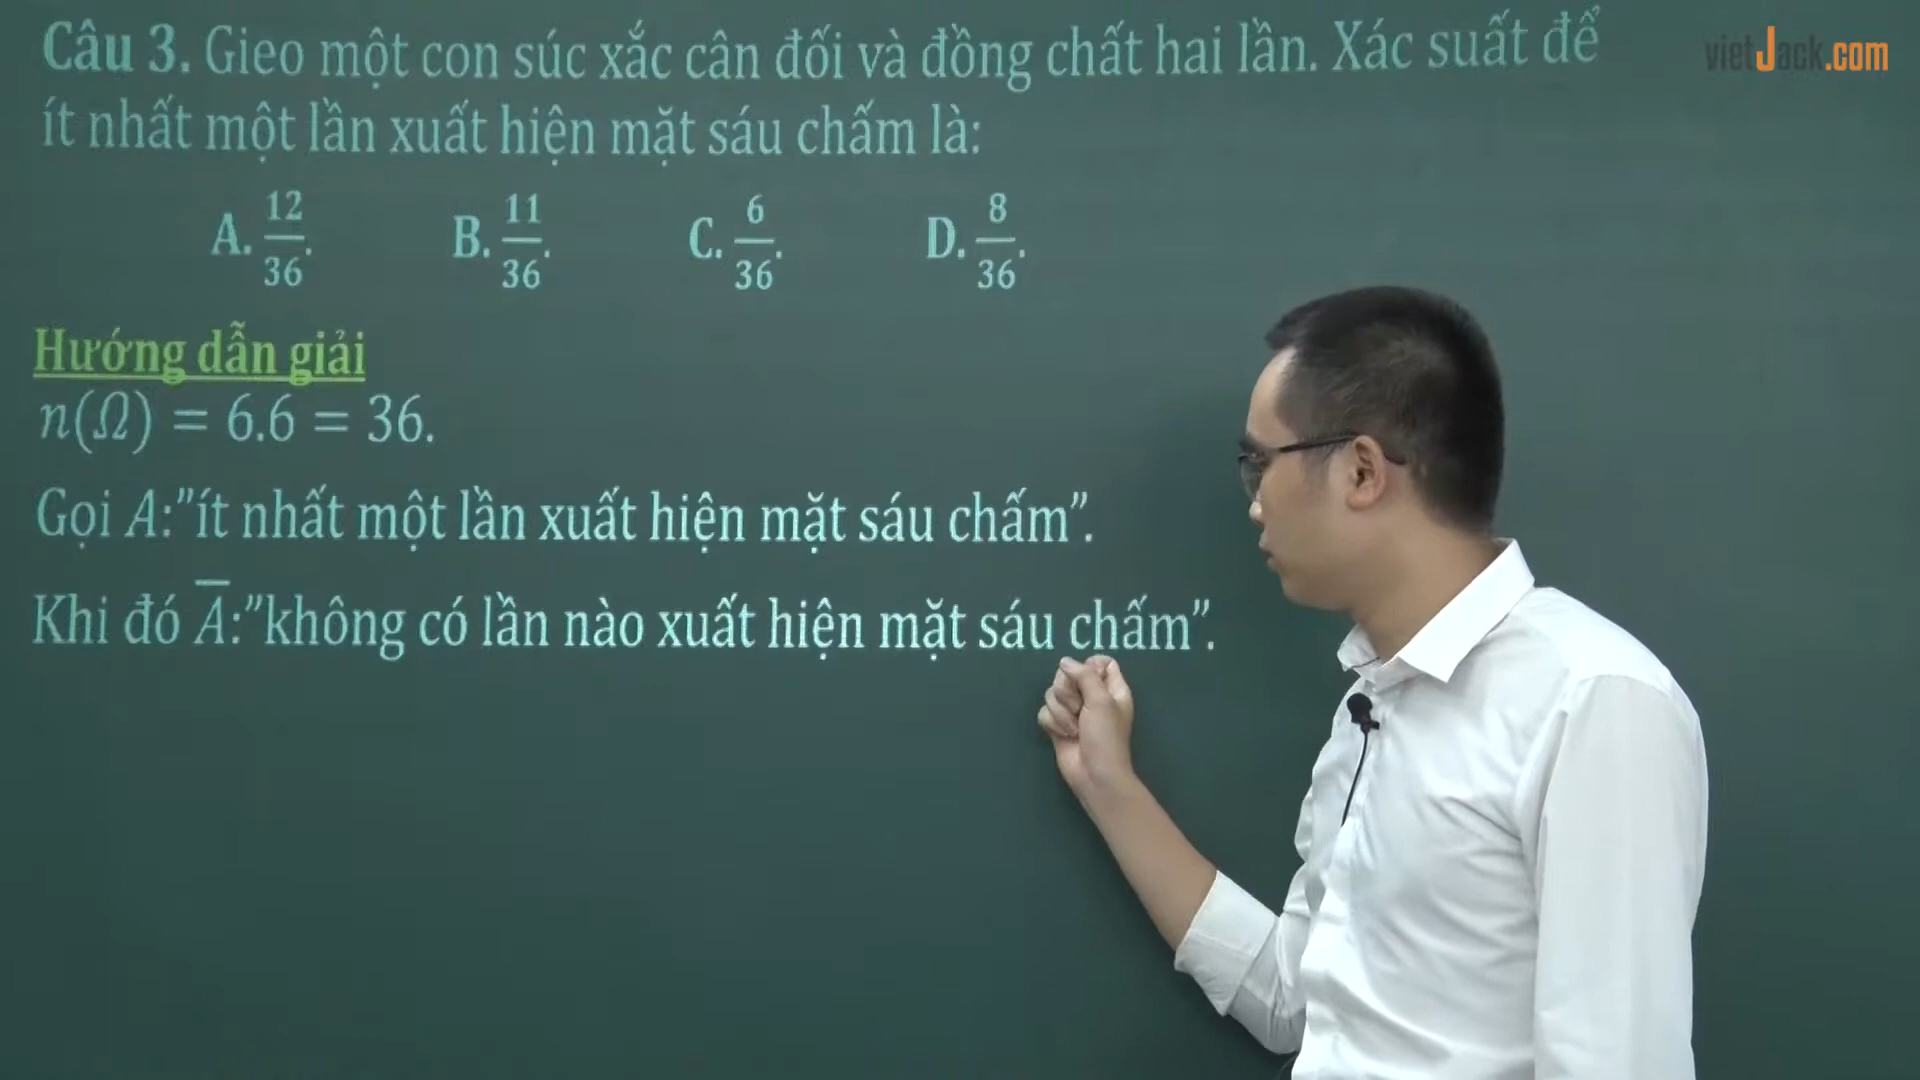 Câu 3. Gieo một con súc xắc cân đối và đồng chất hai lần. Xác suất để
ít nhất một lần xuất hiện mặt sáu chấm là:
A. 12/36. B. 11/36. C. 6/36. D. 8/36.
Hướng dẫn giải
n(Ω) = 6.6 = 36.
Gọi A:"ít nhất một lần xuất hiện mặt sáu chấm".
Khi đó A̅:"không có lần nào xuất hiện mặt sáu chấm".
vietJack.com